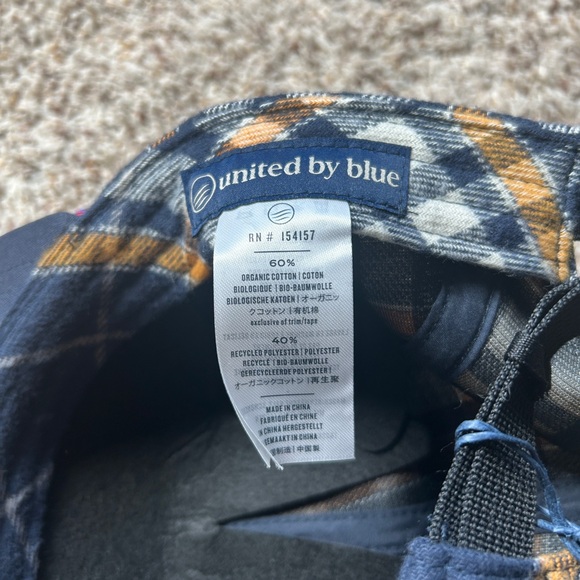 united by blue
RN # 154157
60%
ORGANIC COTTON | COTON
BIOLOGIQUE | BIO-BAUMWOLLE
BIOLOGISCHE KATOEN | オーガニッ
クコットン | 有机棉
exclusive of trim/tape
40%
RECYCLED POLYESTER | POLYESTER
RECYCLÉ | BIO-BAUMWOLLE
GERECYCLEERDE POLYESTER |
オーガニックコットン | 再生聚
MADE IN CHINA
FABRIQUÉ EN CHINE
IN CHINA HERGESTELLT
GEMAAKT IN CHINA
中国製